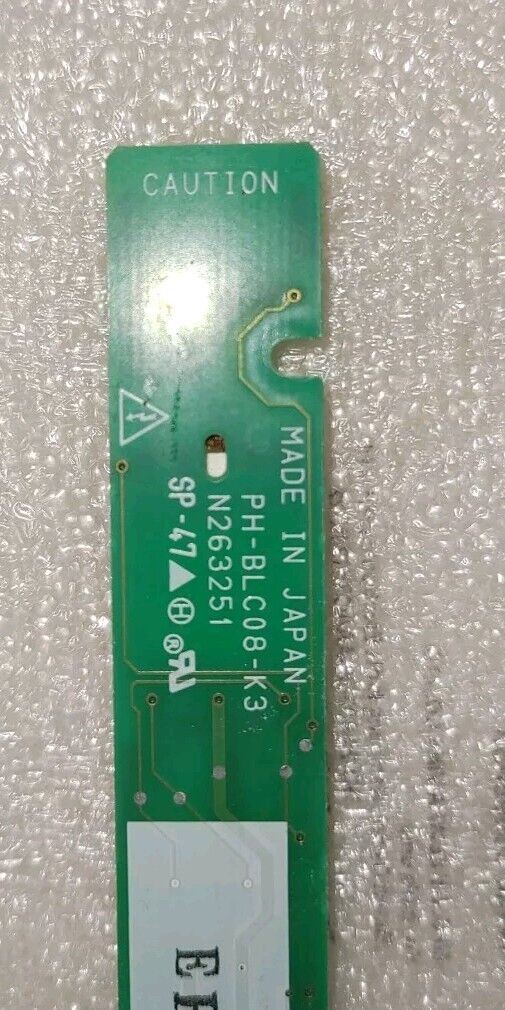 CAUTION
MADE IN JAPAN
PH-BLC08-K3
N263251
SP-47